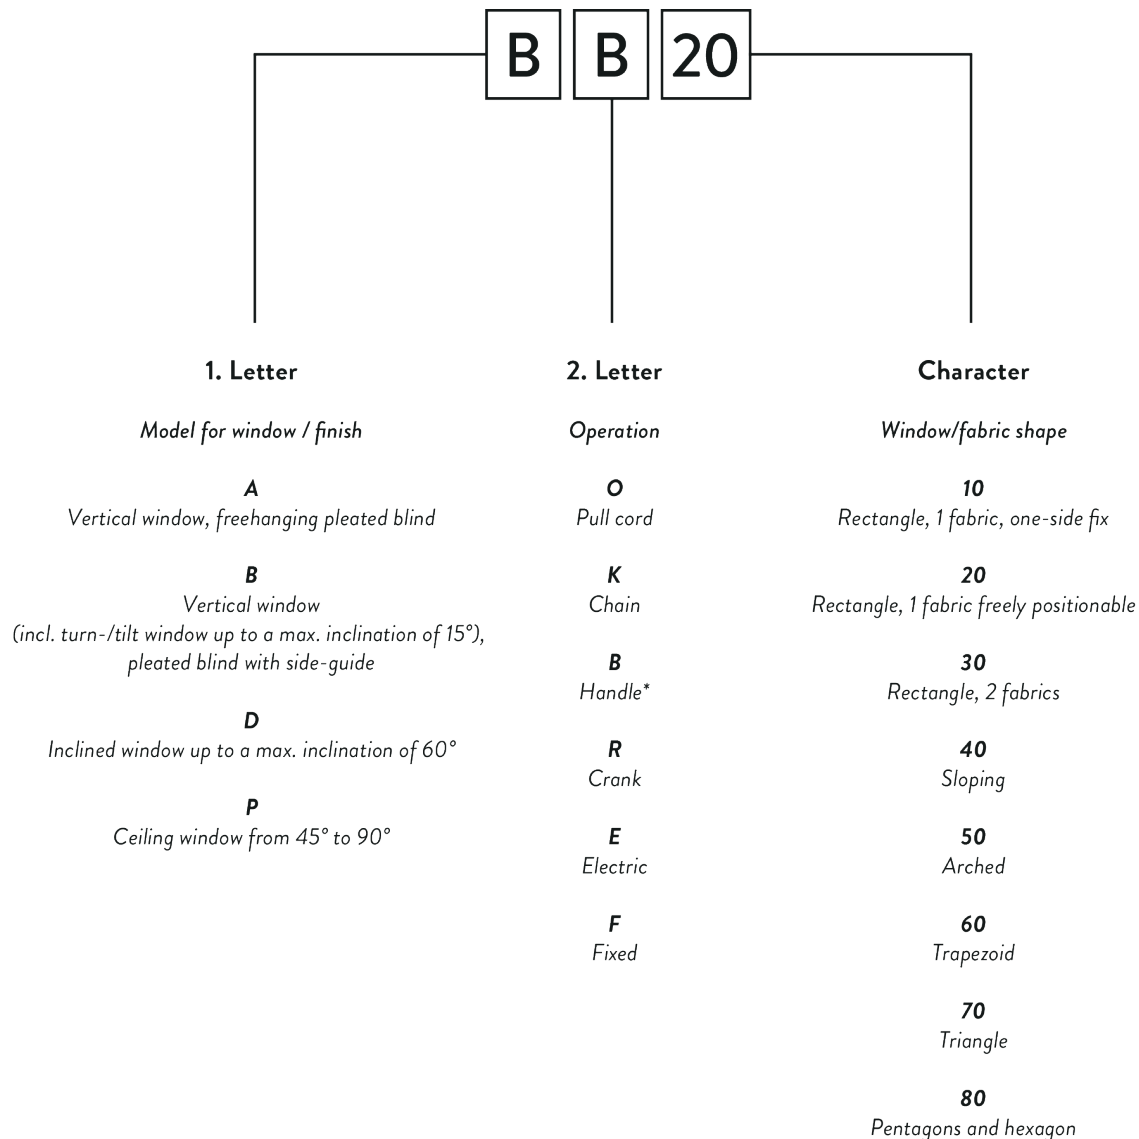 B B 20
1. Letter
Model for window / finish
A
Vertical window, freehanging pleated blind
B
Vertical window
(incl. turn-/tilt window up to a max. inclination of 15°),
pleated blind with side-guide
D
Inclined window up to a max. inclination of 60°
P
Ceiling window from 45° to 90°
2. Letter
Operation
O
Pull cord
K
Chain
B
Handle*
R
Crank
E
Electric
F
Fixed
Character
Window/fabric shape
10
Rectangle, 1 fabric, one-side fix
20
Rectangle, 1 fabric freely positionable
30
Rectangle, 2 fabrics
40
Sloping
50
Arched
60
Trapezoid
70
Triangle
80
Pentagons and hexagon